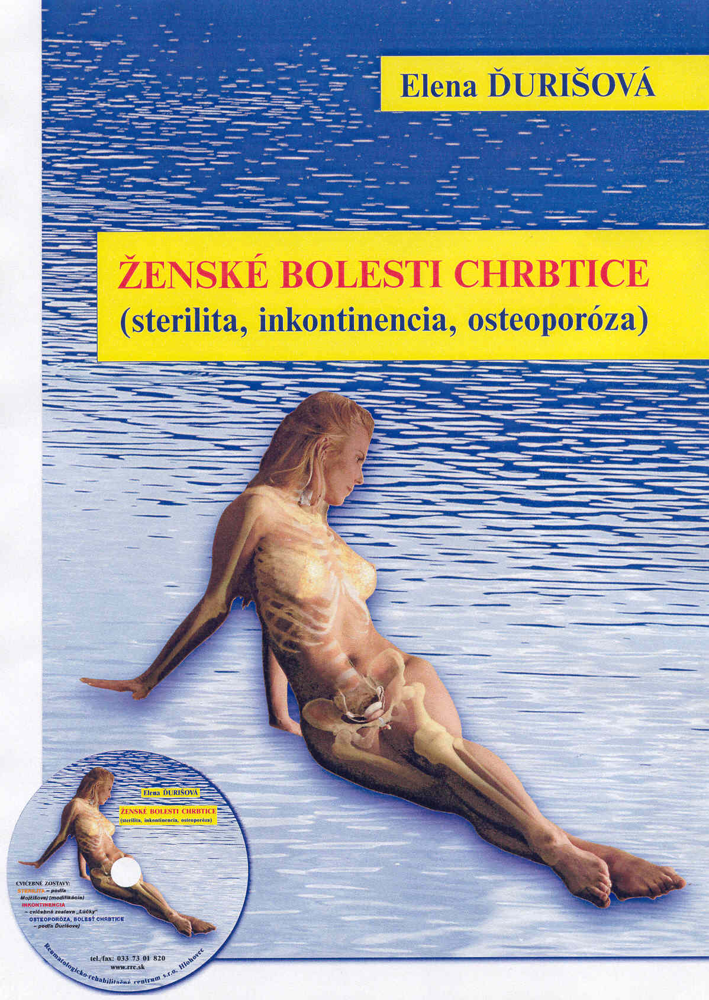 Elena ĎURIŠOVÁ
ŽENSKÉ BOLESTI CHRBTICE
(sterilita, inkontinencia, osteoporóza)
Elena ĎURIŠOVÁ
ŽENSKÉ BOLESTI CHRBTICE
(sterilita, inkontinencia, osteoporóza)
CVIČEBNÉ ZOSTAVY:
STERILITA – podľa
Mojžišovej (modifikácia)
INKONTINENCIA
– cvičebná zostava „Lúčky“
OSTEOPORÓZA, BOLESŤ CHRBTICE
– podľa Ďurišovej
tel./fax: 033 73 01 820
www.rrc.sk
Reumatologicko-rehabilitačné centrum s.r.o. Hlohovec